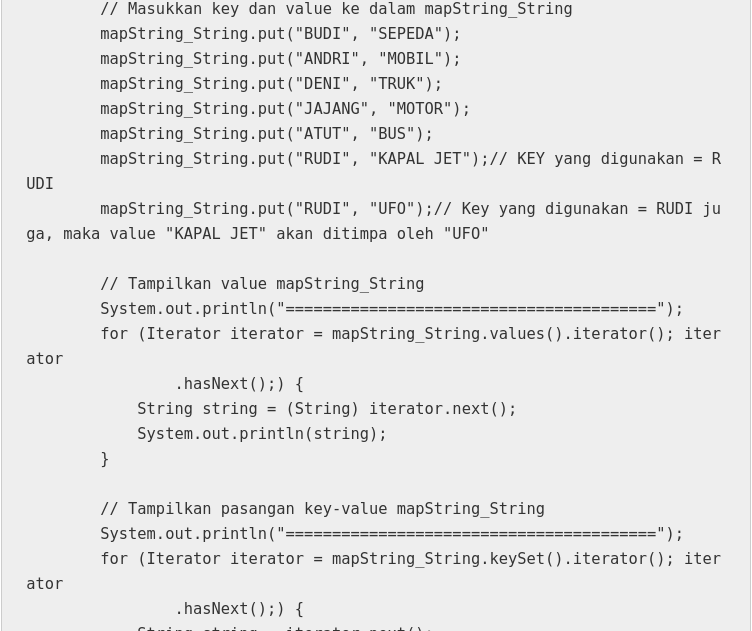 // Masukkan key dan value ke dalam mapString_String
mapString_String.put("BUDI", "SEPEDA");
mapString_String.put("ANDRI", "MOBIL");
mapString_String.put("DENI", "TRUK");
mapString_String.put("JAJANG", "MOTOR");
mapString_String.put("ATUT", "BUS");
mapString_String.put("RUDI", "KAPAL JET");// KEY yang digunakan = R
UDI
mapString_String.put("RUDI", "UFO");// Key yang digunakan = RUDI ju
ga, maka value "KAPAL JET" akan ditimpa oleh "UFO"
// Tampilkan value mapString_String
System.out.println("========================================");
for (Iterator iterator = mapString_String.values().iterator(); iter
ator
.hasNext();) {
String string = (String) iterator.next();
System.out.println(string);
}
// Tampilkan pasangan key-value mapString_String
System.out.println("========================================");
for (Iterator iterator = mapString_String.keySet().iterator(); iter
ator
.hasNext();) {
String string = iterator.next();